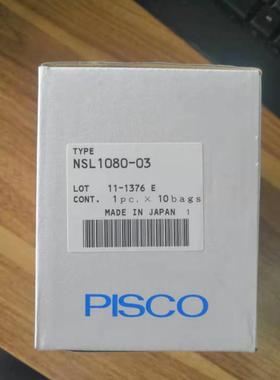 TYPE
NSL1080-03
LOT 11-1376 E
CONT. 1pc. × 10bags
MADE IN JAPAN 1
PISCO